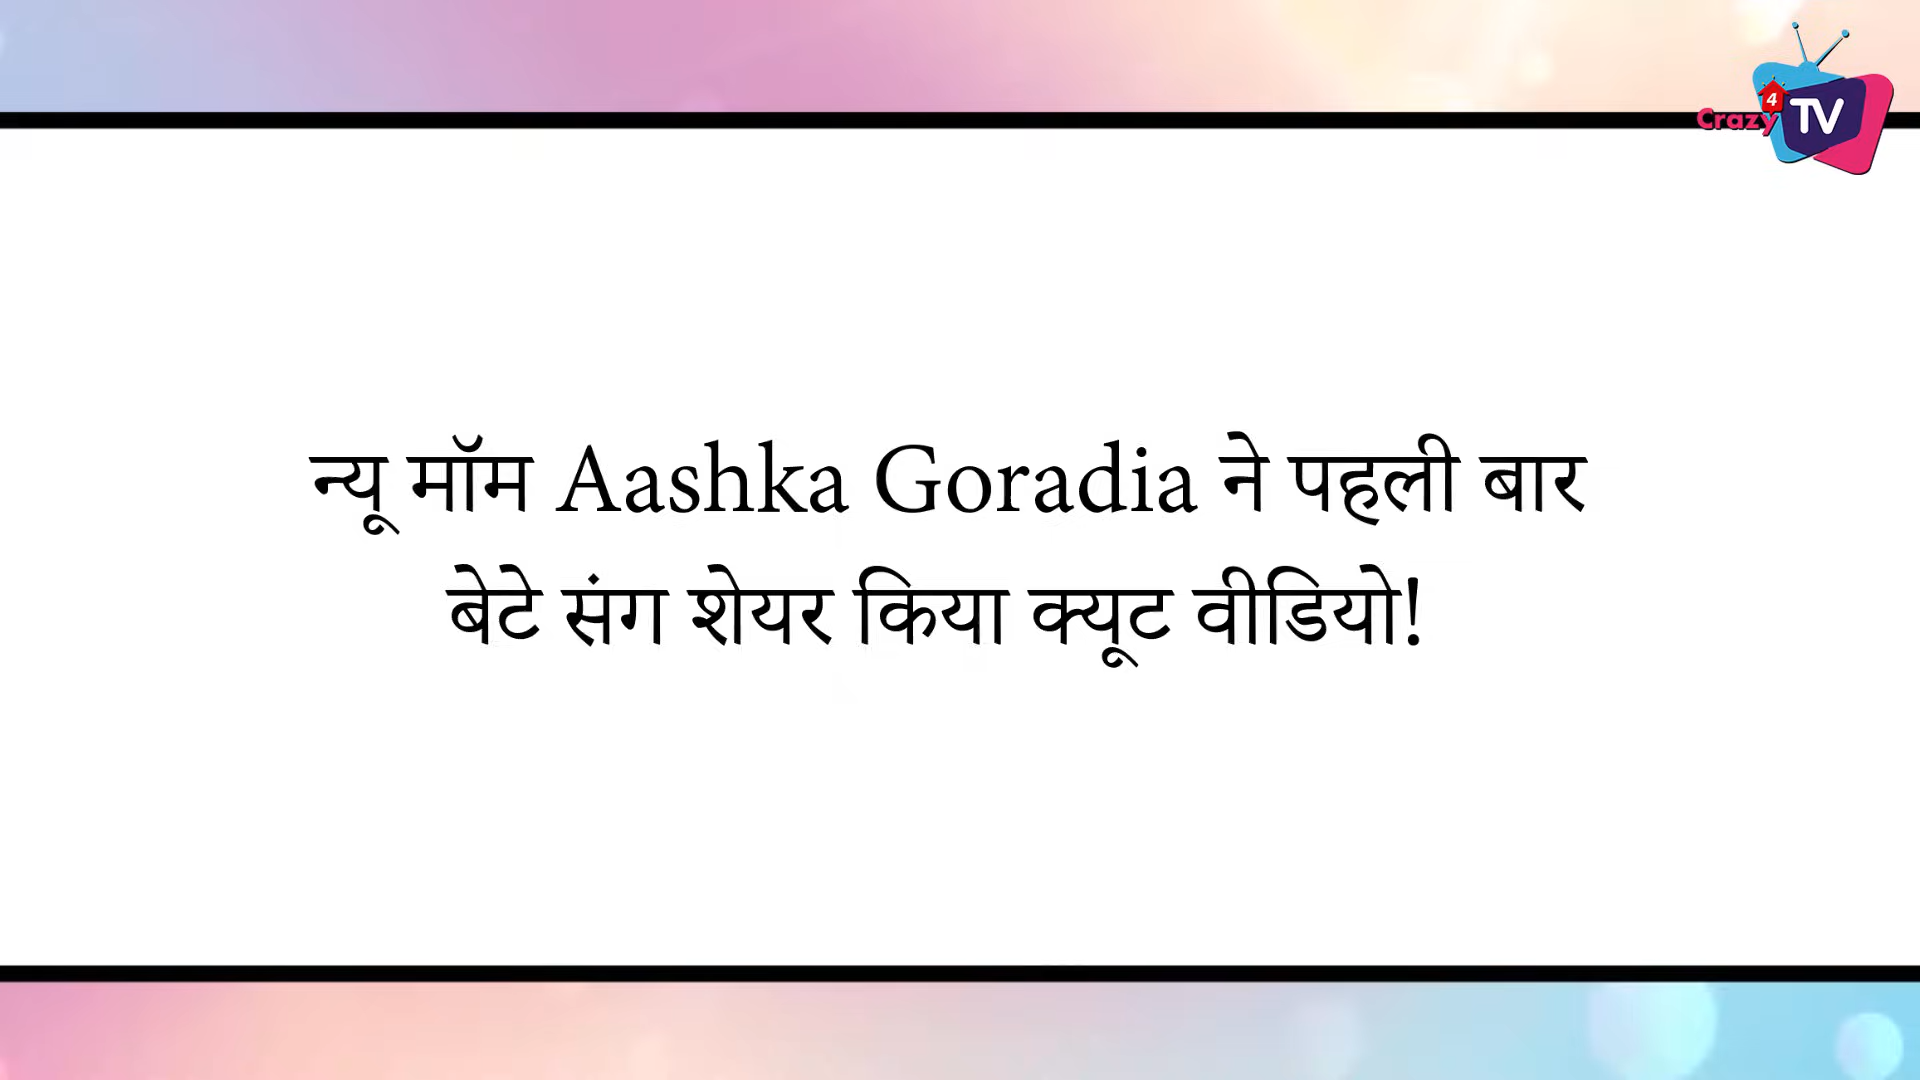 Crazy 4 TV
न्यू मॉम Aashka Goradia ने पहली बार
बेटे संग शेयर किया क्यूट वीडियो!